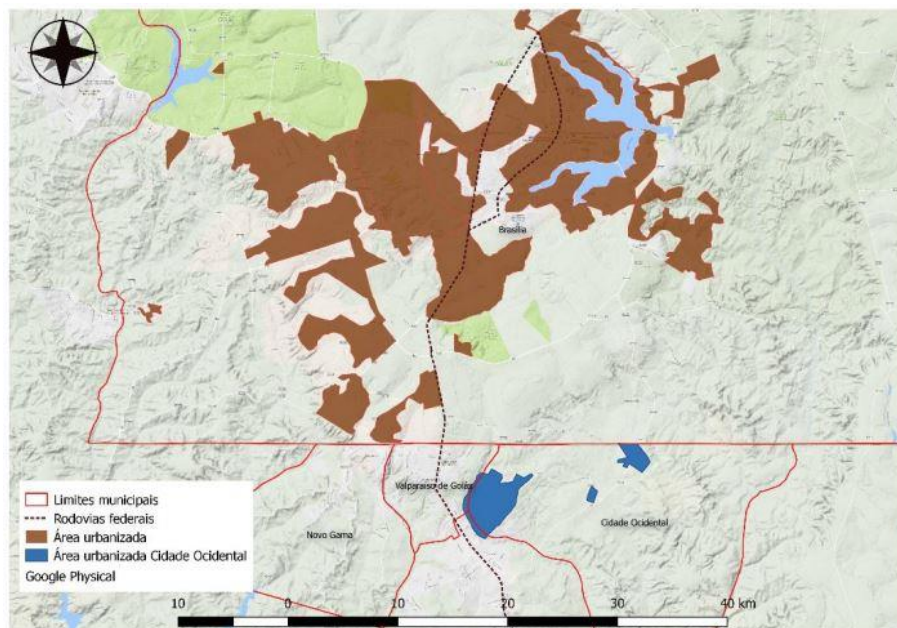 Brasília
Valparaíso de Goiás
Novo Gama
Cidade Ocidental
Limites municipais
Rodovias federais
Área urbanizada
Área urbanizada Cidade Ocidental
Google Physical
10 0 10 20 30 40 km